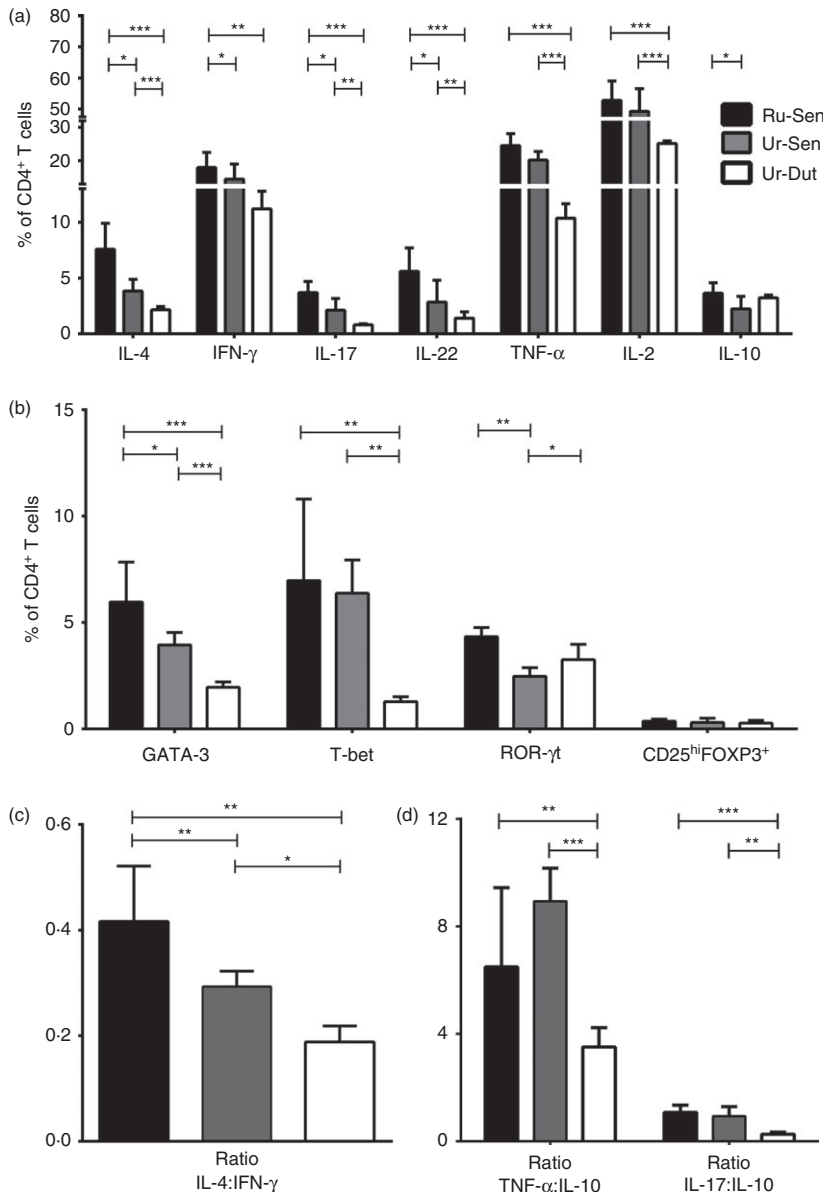 (a)
80
70
60
50
30
20
10
5
0
% of CD4⁺ T cells
*** ** *** *** *** *** *
* * * * *** ***
*** ** **
Ru-Sen
Ur-Sen
Ur-Dut
IL-4 IFN-γ IL-17 IL-22 TNF-α IL-2 IL-10
(b)
15
10
5
0
% of CD4⁺ T cells
*** ** **
* ** *
***
GATA-3 T-bet ROR-γt CD25ʰⁱFOXP3⁺
(c)
0·6
0·4
0·2
0·0
**
**
*
Ratio
IL-4:IFN-γ
(d)
12
8
4
0
** ***
*** **
Ratio Ratio
TNF-α:IL-10 IL-17:IL-10